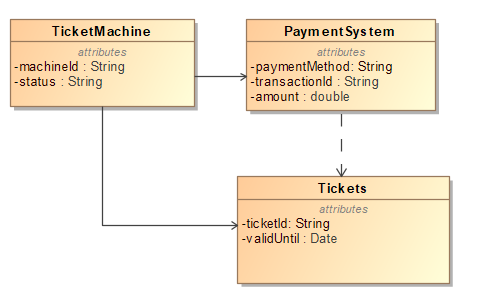 TicketMachine
attributes
-machineId : String
-status : String
PaymentSystem
attributes
-paymentMethod: String
-transactionId : String
-amount : double
Tickets
attributes
-ticketId: String
-validUntil : Date